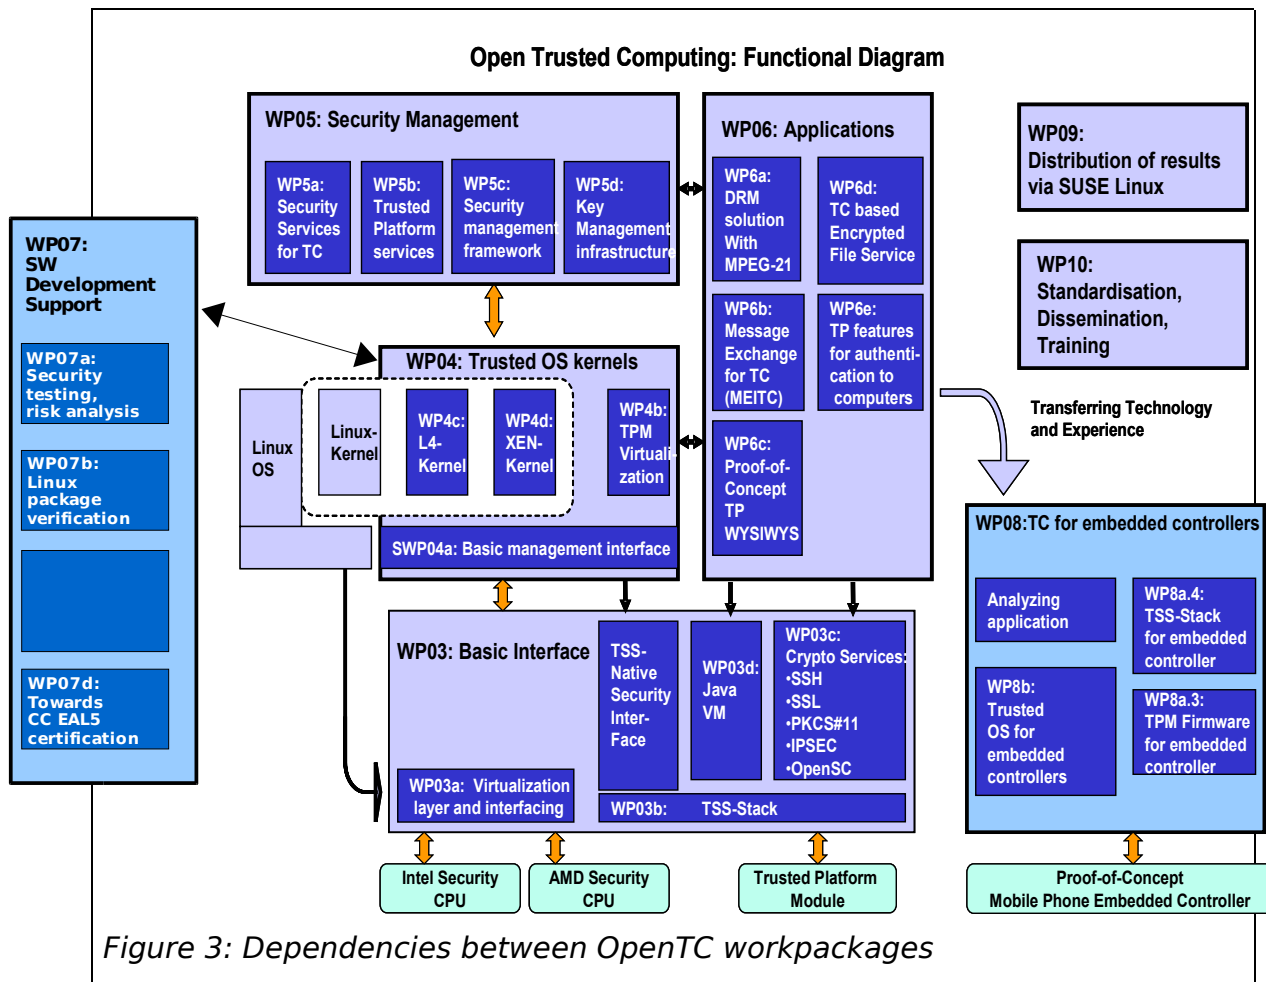 Open Trusted Computing: Functional Diagram
WP05: Security Management
WP5a:
Security
Services
for TC
WP5b:
Trusted
Platform
services
WP5c:
Security
management
framework
WP5d:
Key
Management
infrastructure
WP06: Applications
WP6a:
DRM
solution
With
MPEG-21
WP6d:
TC based
Encrypted
File Service
WP6b:
Message
Exchange
for TC
(MEITC)
WP6e:
TP features
for authenti-
cation to
computers
WP6c:
Proof-of-
Concept
TP
WYSIWYS
WP09:
Distribution of results
via SUSE Linux
WP10:
Standardisation,
Dissemination,
Training
WP07:
SW
Development
Support
WP07a:
Security
testing,
risk analysis
WP07b:
Linux
package
verification
WP07d:
Towards
CC EAL5
certification
WP04: Trusted OS kernels
Linux
OS
Linux-
Kernel
WP4c:
L4-
Kernel
WP4d:
XEN-
Kernel
WP4b:
TPM
Virtuali-
zation
SWP04a: Basic management interface
Transferring Technology
and Experience
WP03: Basic Interface
TSS-
Native
Security
Inter-
Face
WP03d:
Java
VM
WP03c:
Crypto Services:
•SSH
•SSL
•PKCS#11
•IPSEC
•OpenSC
WP03a: Virtualization
layer and interfacing
WP03b: TSS-Stack
WP08:TC for embedded controllers
Analyzing
application
WP8a.4:
TSS-Stack
for embedded
controller
WP8b:
Trusted
OS for
embedded
controllers
WP8a.3:
TPM Firmware
for embedded
controller
Intel Security
CPU
AMD Security
CPU
Trusted Platform
Module
Proof-of-Concept
Mobile Phone Embedded Controller
Figure 3: Dependencies between OpenTC workpackages